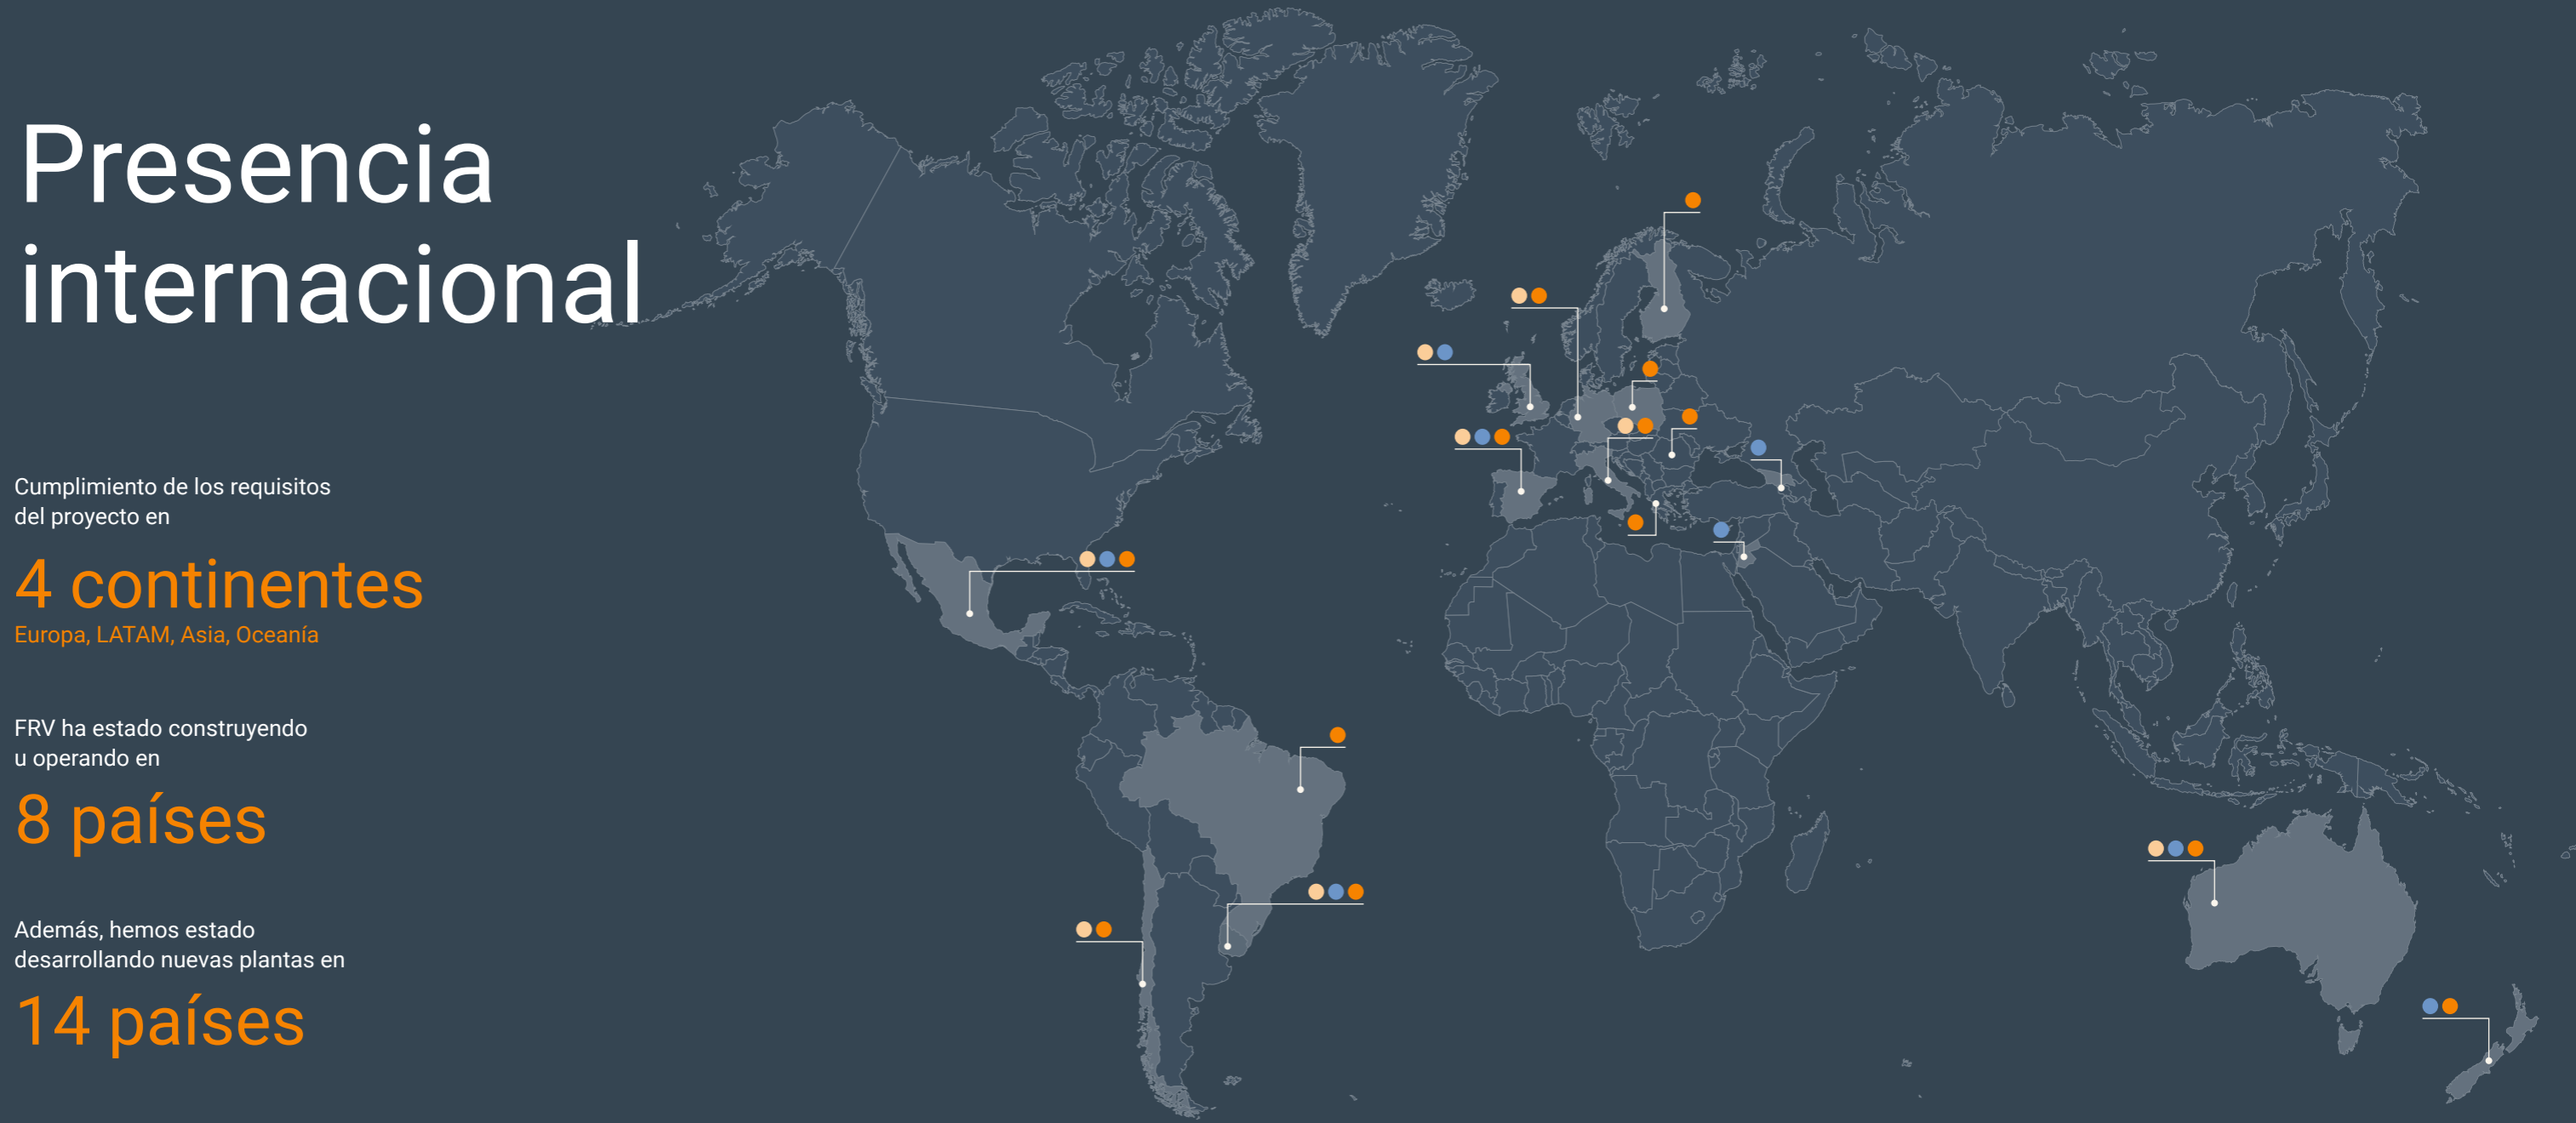 Presencia
internacional
Cumplimiento de los requisitos
del proyecto en
4 continentes
Europa, LATAM, Asia, Oceanía
FRV ha estado construyendo
u operando en
8 países
Además, hemos estado
desarrollando nuevas plantas en
14 países